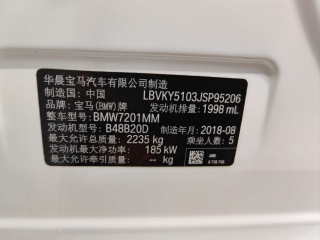 华晨宝马汽车有限公司制造
制造国：中国 LBVKY5103JSP95206
品牌：宝马(BMW)牌 发动机排量：1998 mL
整车型号：BMW7201MM
发动机型号：B48B20D 制造年月：2018-08
最大允许总质量：2235 kg 乘坐人数：5
发动机最大净功率：185 kW
最大允许牵引质量：-- kg